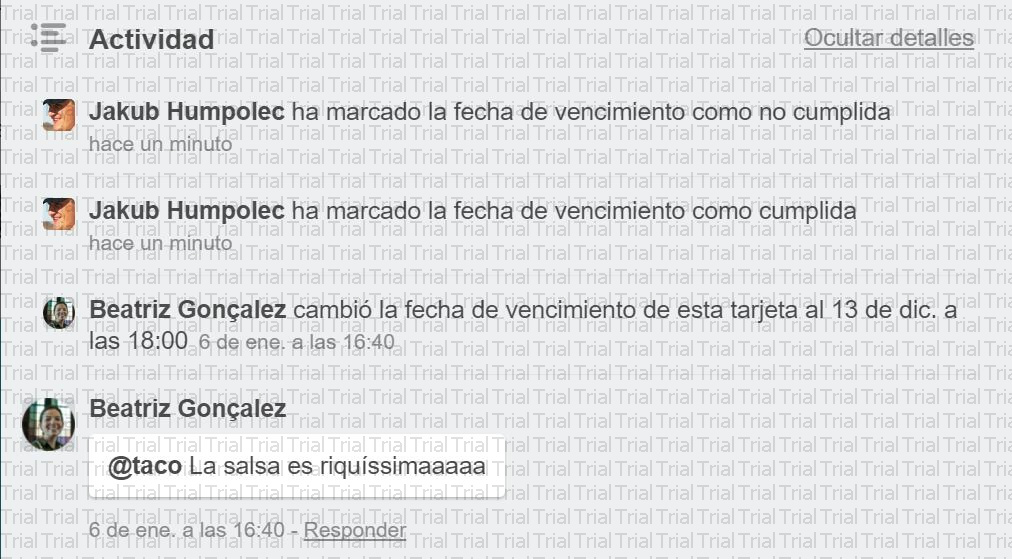 Actividad
Ocultar detalles
Jakub Humpolec ha marcado la fecha de vencimiento como no cumplida
hace un minuto
Jakub Humpolec ha marcado la fecha de vencimiento como cumplida
hace un minuto
Beatriz Gonçalez cambió la fecha de vencimiento de esta tarjeta al 13 de dic. a
las 18:00 6 de ene. a las 16:40
Beatriz Gonçalez
@taco La salsa es riquíssimaaaaa
6 de ene. a las 16:40 - Responder